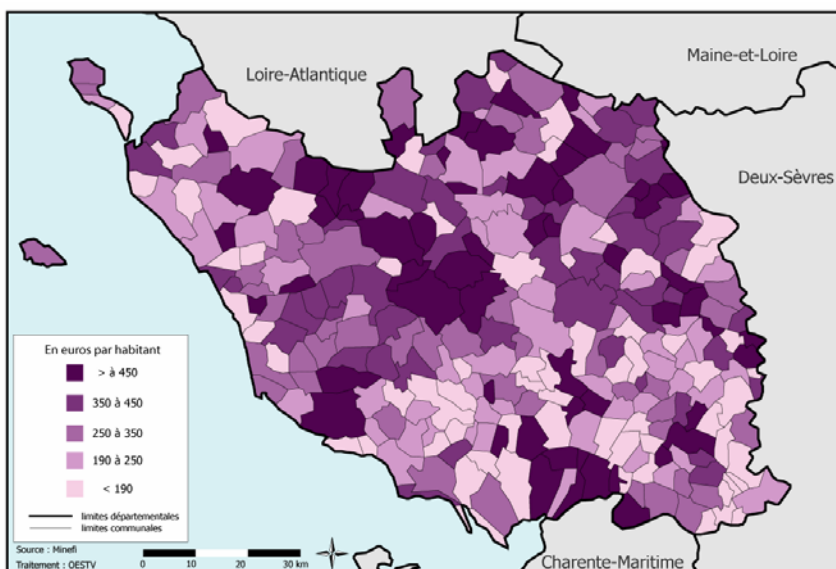 Maine-et-Loire
Loire-Atlantique
Deux-Sèvres
En euros par habitant
> à 450
350 à 450
250 à 350
190 à 250
< 190
limites départementales
limites communales
Source : Minefi
Traitement : OESTV
0 10 20 30 km
Charente-Maritime